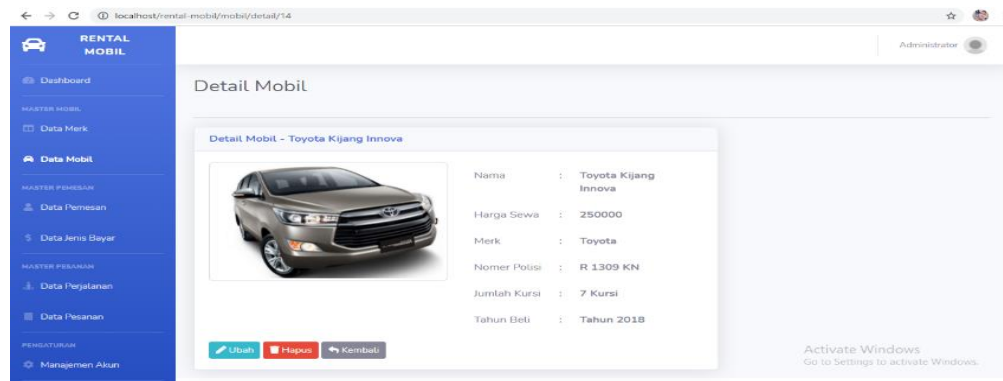 localhost/rental-mobil/mobil/detail/14
RENTAL
MOBIL
Administrator
Dashboard
Detail Mobil
MASTER MOBIL
Data Merk
Detail Mobil - Toyota Kijang Innova
Data Mobil
Nama : Toyota Kijang
Innova
MASTER PEMESAN
Data Pemesan
Harga Sewa : 250000
Data Jenis Bayar
Merk : Toyota
MASTER PESANAN
Nomer Polisi : R 1309 KN
Data Perjalanan
Jumlah Kursi : 7 Kursi
Data Pesanan
Tahun Beli : Tahun 2018
PENGATURAN
Ubah Hapus Kembali
Manajemen Akun
Activate Windows
Go to Settings to activate Windows.